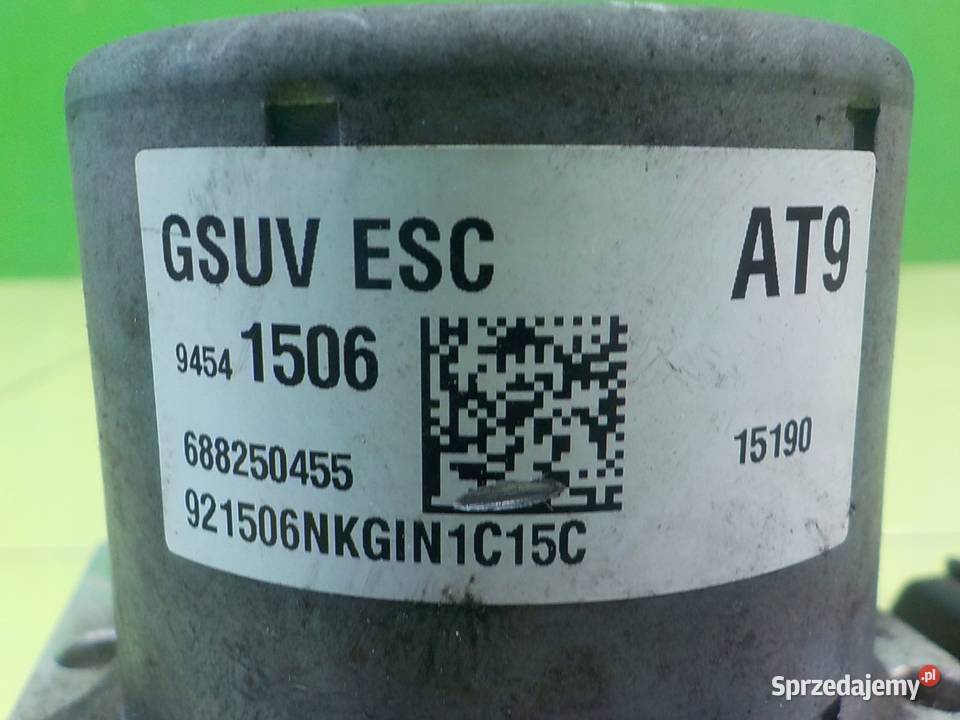 GSUV ESC AT9
9454 1506
688250455 15190
921506NKGIN1C15C
Sprzedajemy.pl